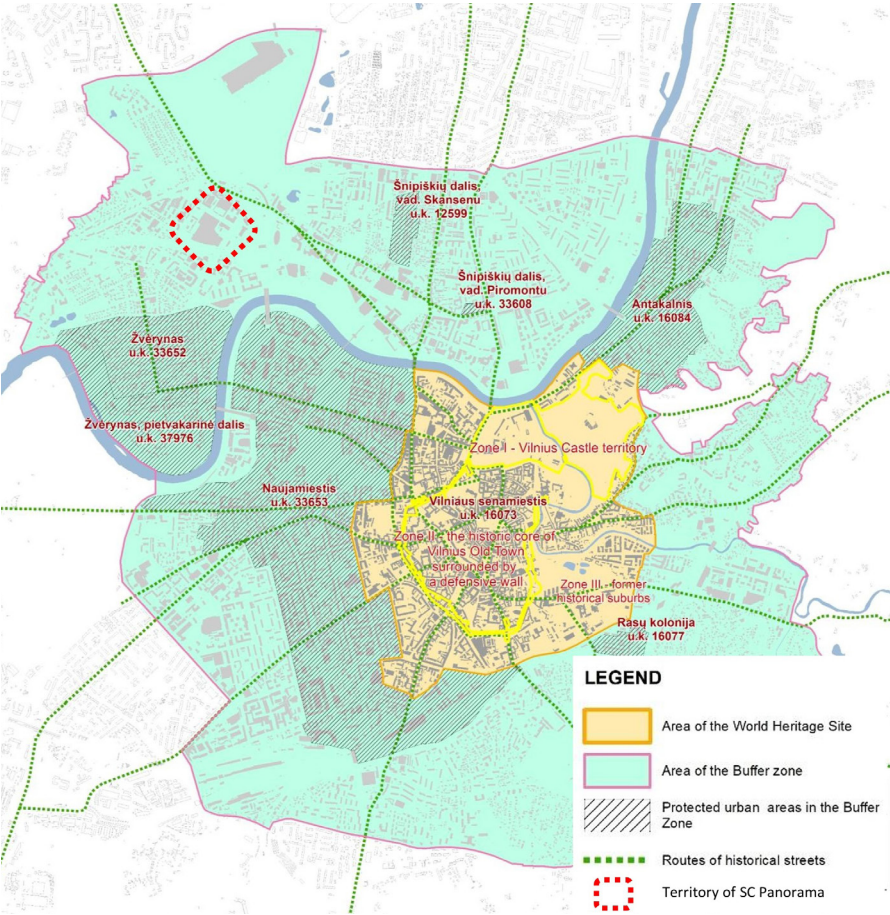 Šnipiškių dalis,
vad. Skansenu
u.k. 12599
Šnipiškių dalis,
vad. Piromontu
u.k. 33608
Antakalnis
u.k. 16084
Žvėrynas
u.k. 33652
Žvėrynas, pietvakarinė dalis
u.k. 37976
Zone I - Vilnius Castle territory
Naujamiestis
u.k. 33653
Vilniaus senamiestis
u.k. 16073
Zone II - the historic core of
Vilnius Old Town
surrounded by
a defensive wall
Zone III - former
historical suburbs
Rasų kolonija
u.k. 16077
LEGEND
Area of the World Heritage Site
Area of the Buffer zone
Protected urban areas in the Buffer
Zone
Routes of historical streets
Territory of SC Panorama